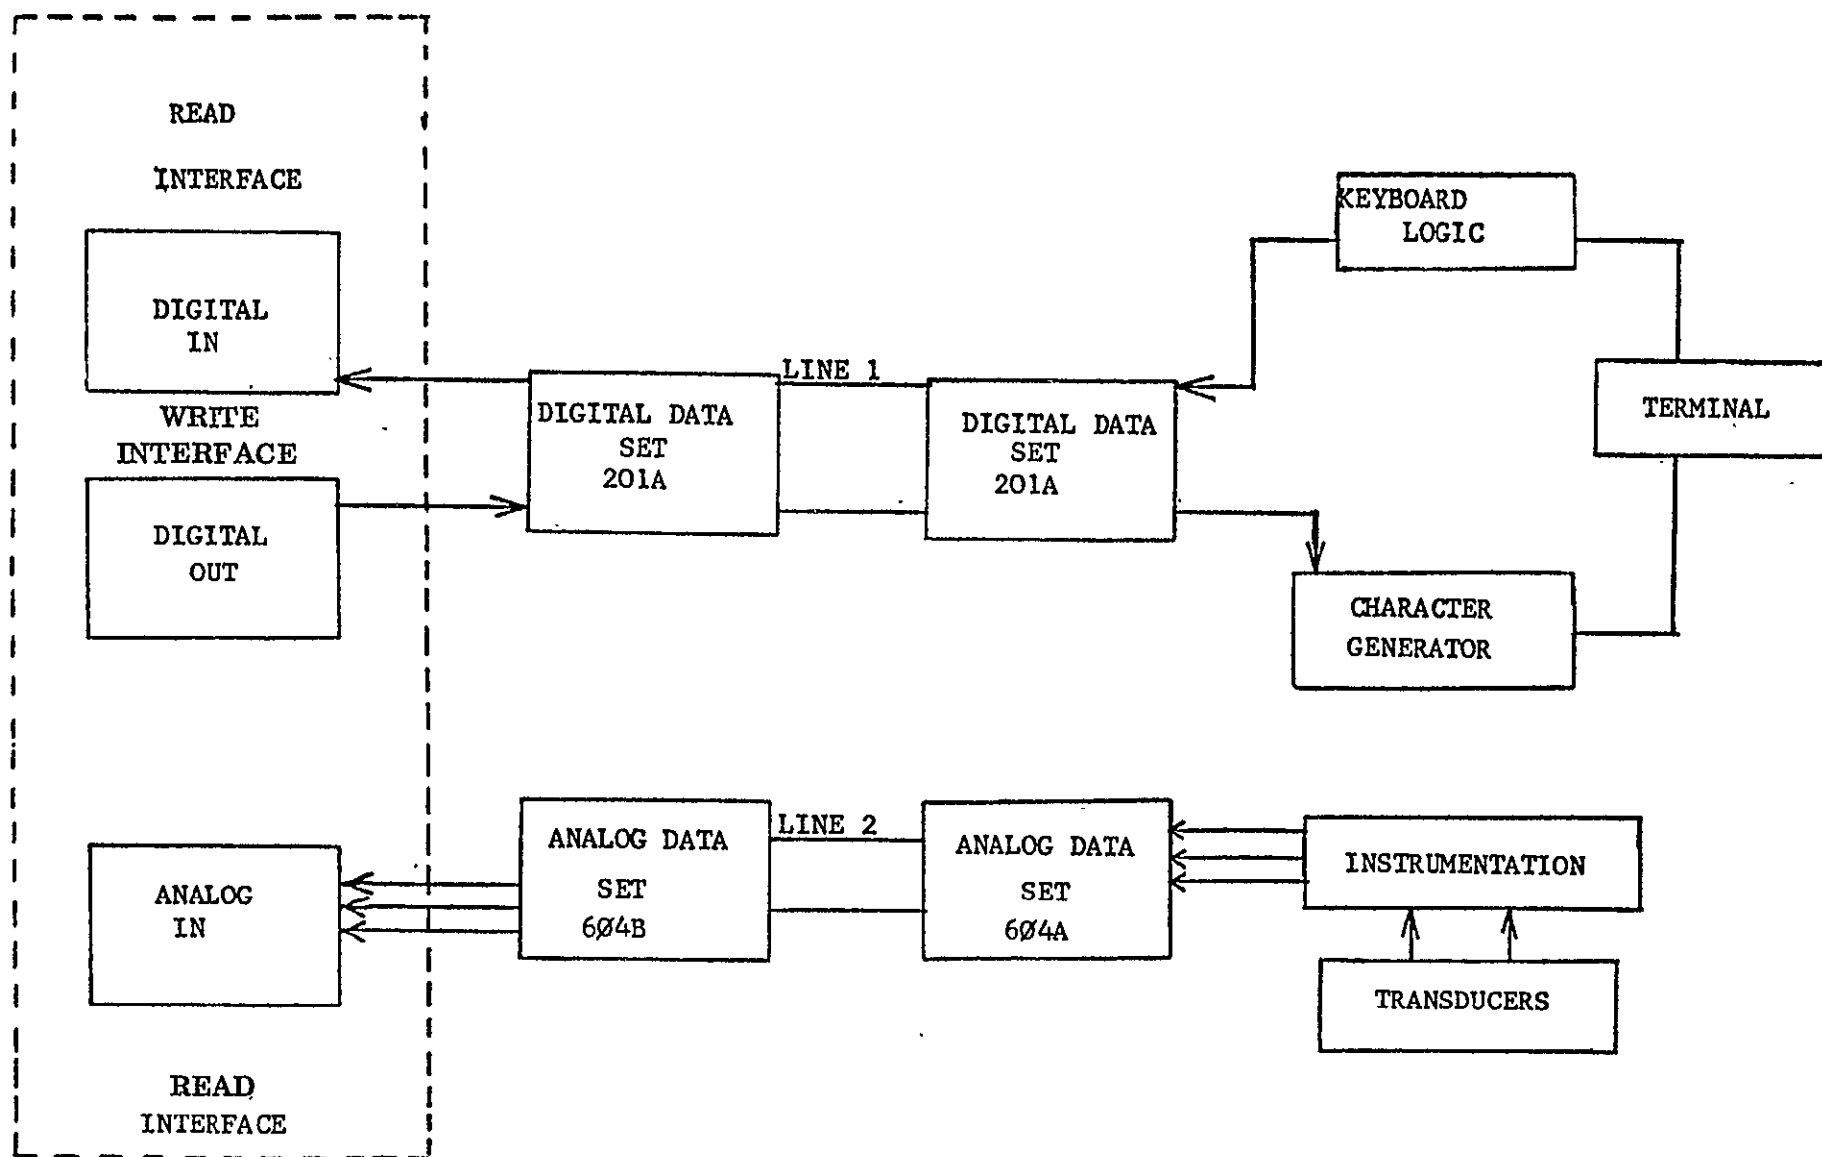 READ
INTERFACE
DIGITAL
IN
WRITE
INTERFACE
DIGITAL
OUT
ANALOG
IN
READ
INTERFACE
DIGITAL DATA
SET
201A
LINE 1
DIGITAL DATA
SET
201A
KEYBOARD
LOGIC
TERMINAL
CHARACTER
GENERATOR
ANALOG DATA
SET
6Ø4B
LINE 2
ANALOG DATA
SET
6Ø4A
INSTRUMENTATION
TRANSDUCERS